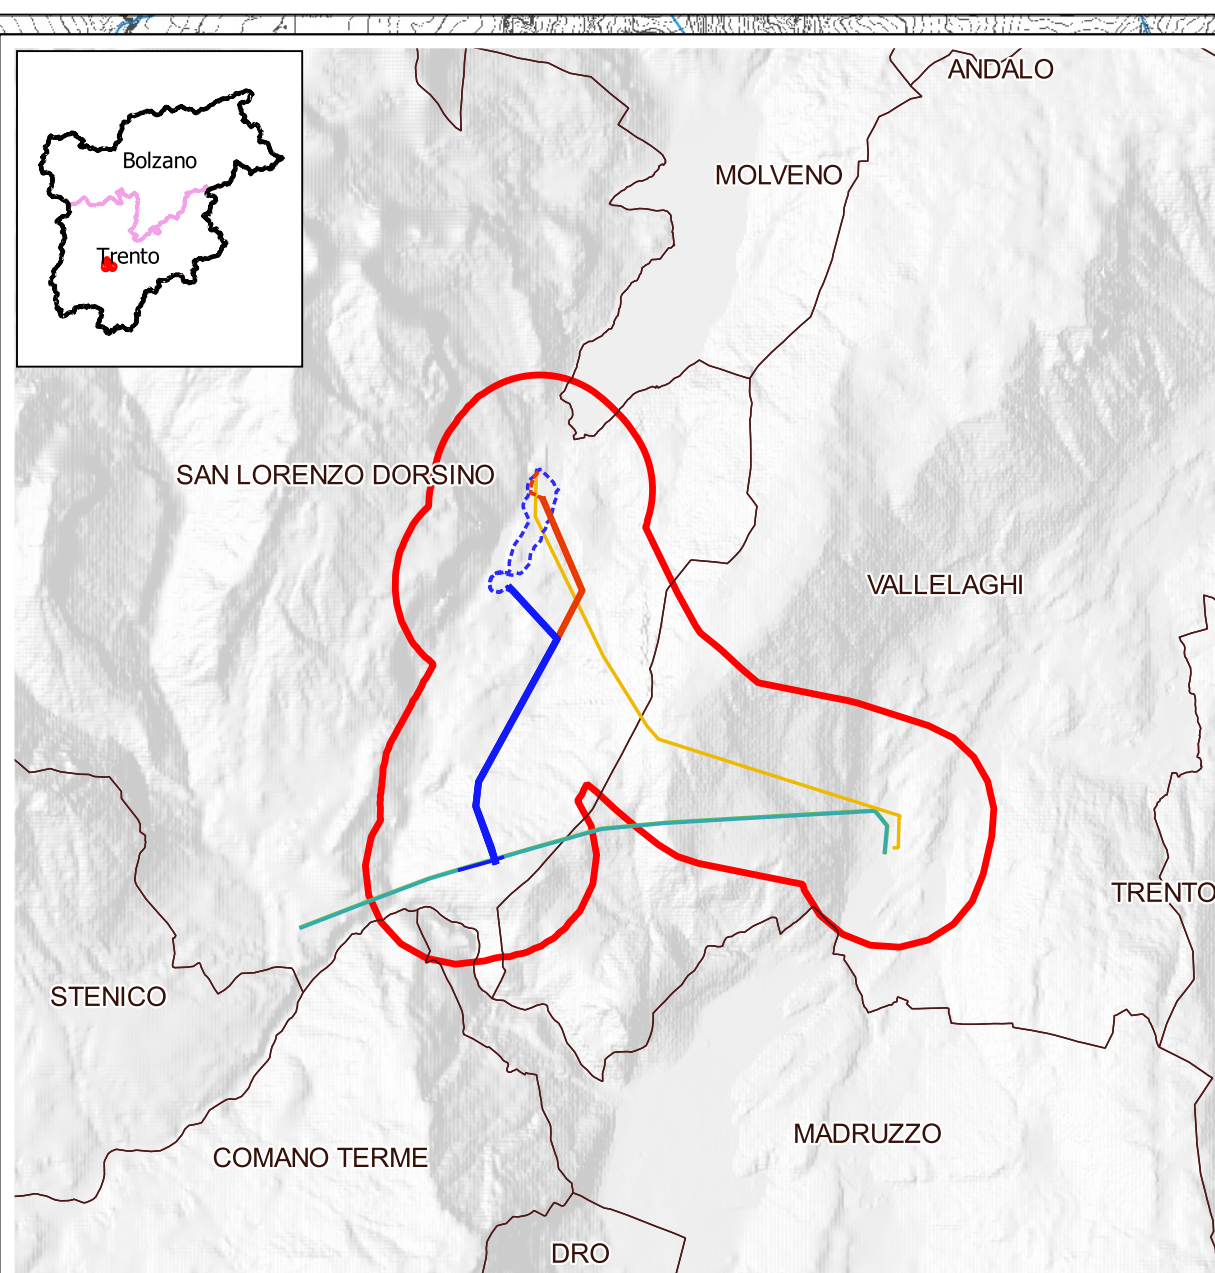 ANDALO
Bolzano
MOLVENO
Trento
SAN LORENZO DORSINO
VALLELAGHI
TRENTO
STENICO
MADRUZZO
COMANO TERME
DRO